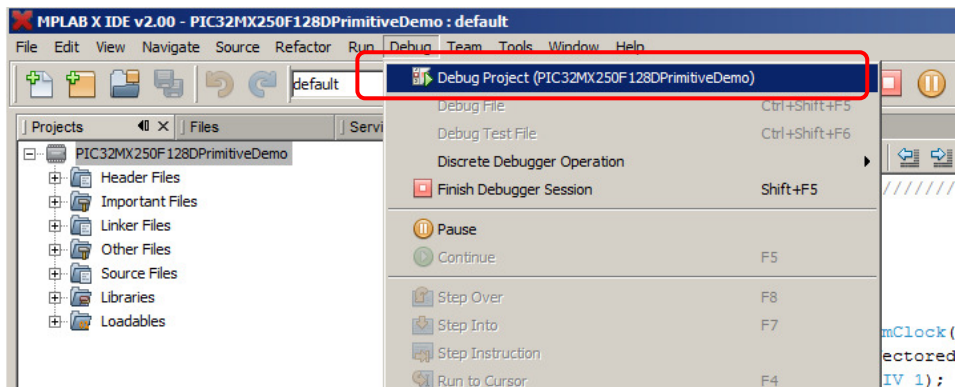 MPLAB X IDE v2.00 - PIC32MX250F128DPrimitiveDemo : default
File Edit View Navigate Source Refactor Run Debug Team Tools Window Help
default
Debug Project (PIC32MX250F128DPrimitiveDemo)
Debug File Ctrl+Shift+F5
Debug Test File Ctrl+Shift+F6
Discrete Debugger Operation
Finish Debugger Session Shift+F5
Pause
Continue F5
Step Over F8
Step Into F7
Step Instruction
Run to Cursor F4
Projects Files Servi
PIC32MX250F128DPrimitiveDemo
Header Files
Important Files
Linker Files
Other Files
Source Files
Libraries
Loadables
///////
mClock(
ectored
IV 1);